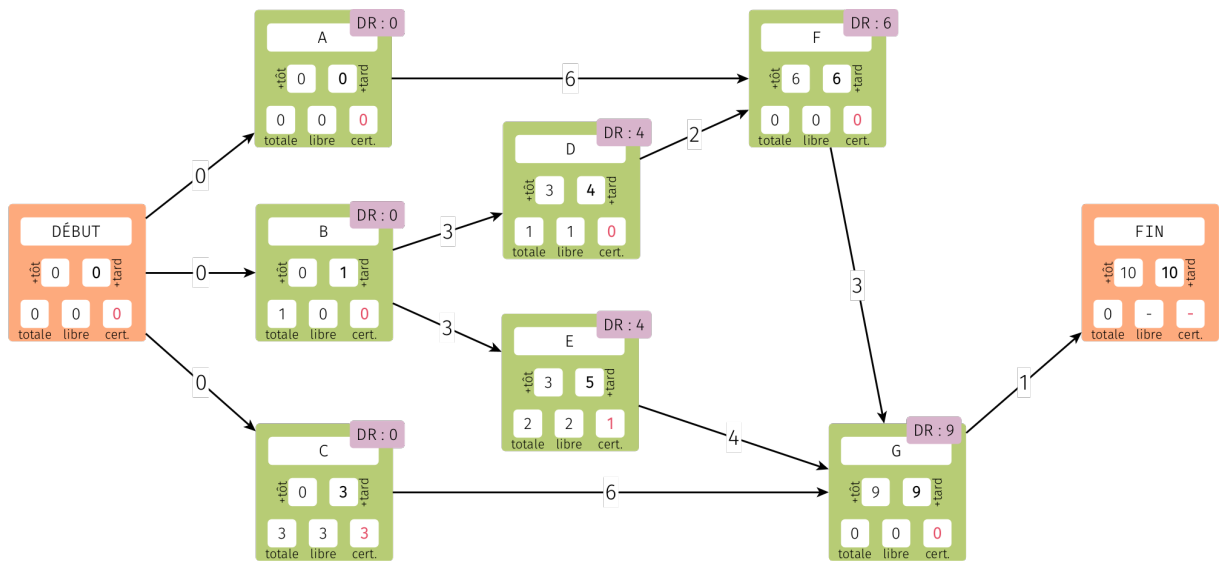 DR : 0
A
+tôt 0 0 +tard
0 0 0
totale libre cert.
DR : 6
F
+tôt 6 6 +tard
0 0 0
totale libre cert.
6
DR : 4
D
+tôt 3 4 +tard
1 1 0
totale libre cert.
2
0
DÉBUT
+tôt 0 0 +tard
0 0 0
totale libre cert.
0
DR : 0
B
+tôt 0 1 +tard
1 0 0
totale libre cert.
3
3
FIN
+tôt 10 10 +tard
0 - -
totale libre cert.
3
DR : 4
E
+tôt 3 5 +tard
2 2 1
totale libre cert.
0
1
4
DR : 0
C
+tôt 0 3 +tard
3 3 3
totale libre cert.
6
DR : 9
G
+tôt 9 9 +tard
0 0 0
totale libre cert.